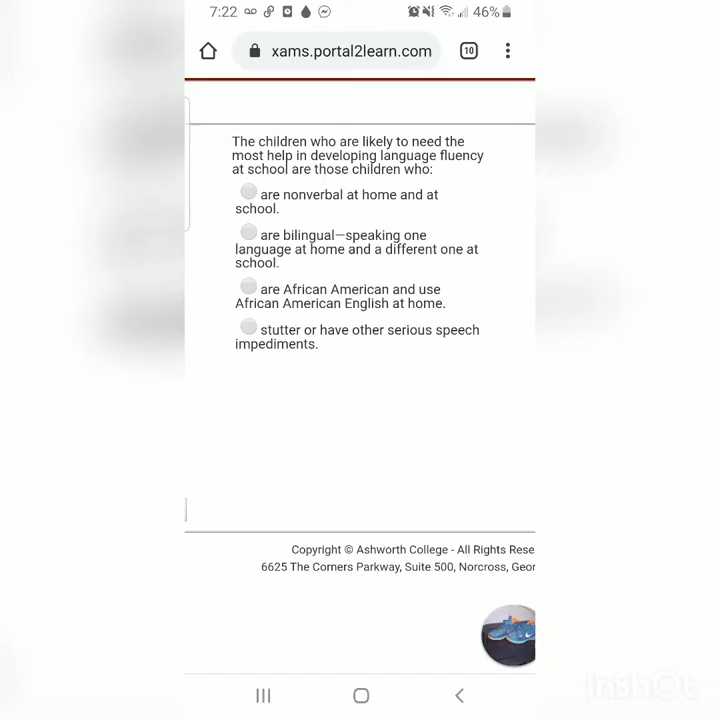 7:22
46%
xams.portal2learn.com
10
The children who are likely to need the
most help in developing language fluency
at school are those children who:
are nonverbal at home and at
school.
are bilingual—speaking one
language at home and a different one at
school.
are African American and use
African American English at home.
stutter or have other serious speech
impediments.
Copyright © Ashworth College - All Rights Rese
6625 The Corners Parkway, Suite 500, Norcross, Geor
InShOt